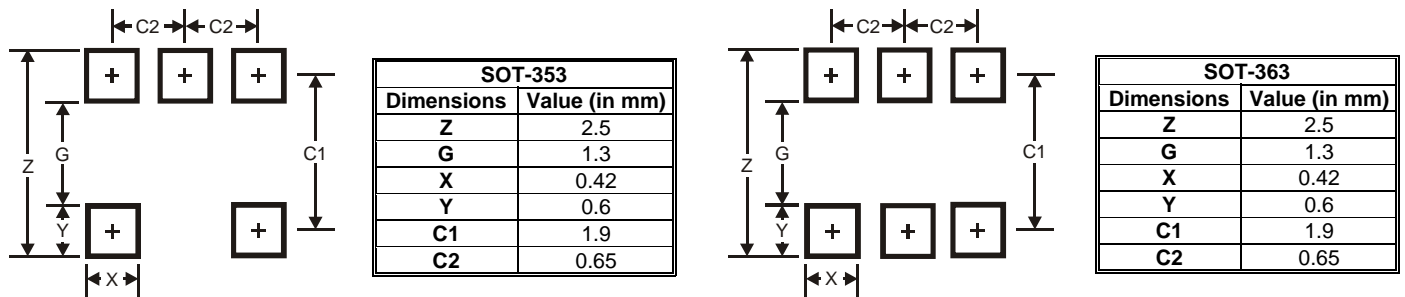 C2 C2
Z
G
Y
X
C1
SOT-353
Dimensions Value (in mm)
Z 2.5
G 1.3
X 0.42
Y 0.6
C1 1.9
C2 0.65
C2 C2
Z
G
Y
X
C1
SOT-363
Dimensions Value (in mm)
Z 2.5
G 1.3
X 0.42
Y 0.6
C1 1.9
C2 0.65